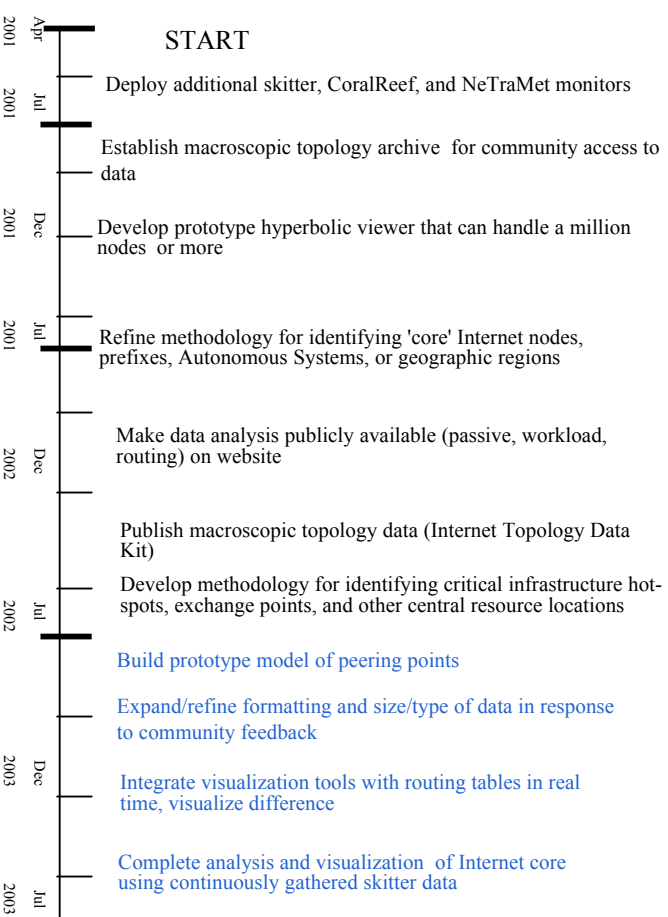 START
Apr
2001
Deploy additional skitter, CoralReef, and NeTraMet monitors
Jul
2001
Establish macroscopic topology archive for community access to
data
Dec
2001
Develop prototype hyperbolic viewer that can handle a million
nodes or more
Jul
2001
Refine methodology for identifying 'core' Internet nodes,
prefixes, Autonomous Systems, or geographic regions
Make data analysis publicly available (passive, workload,
routing) on website
Dec
2002
Publish macroscopic topology data (Internet Topology Data
Kit)
Develop methodology for identifying critical infrastructure hot-
spots, exchange points, and other central resource locations
Jul
2002
Build prototype model of peering points
Expand/refine formatting and size/type of data in response
to community feedback
Dec
2003
Integrate visualization tools with routing tables in real
time, visualize difference
Complete analysis and visualization of Internet core
using continuously gathered skitter data
Jul
2003